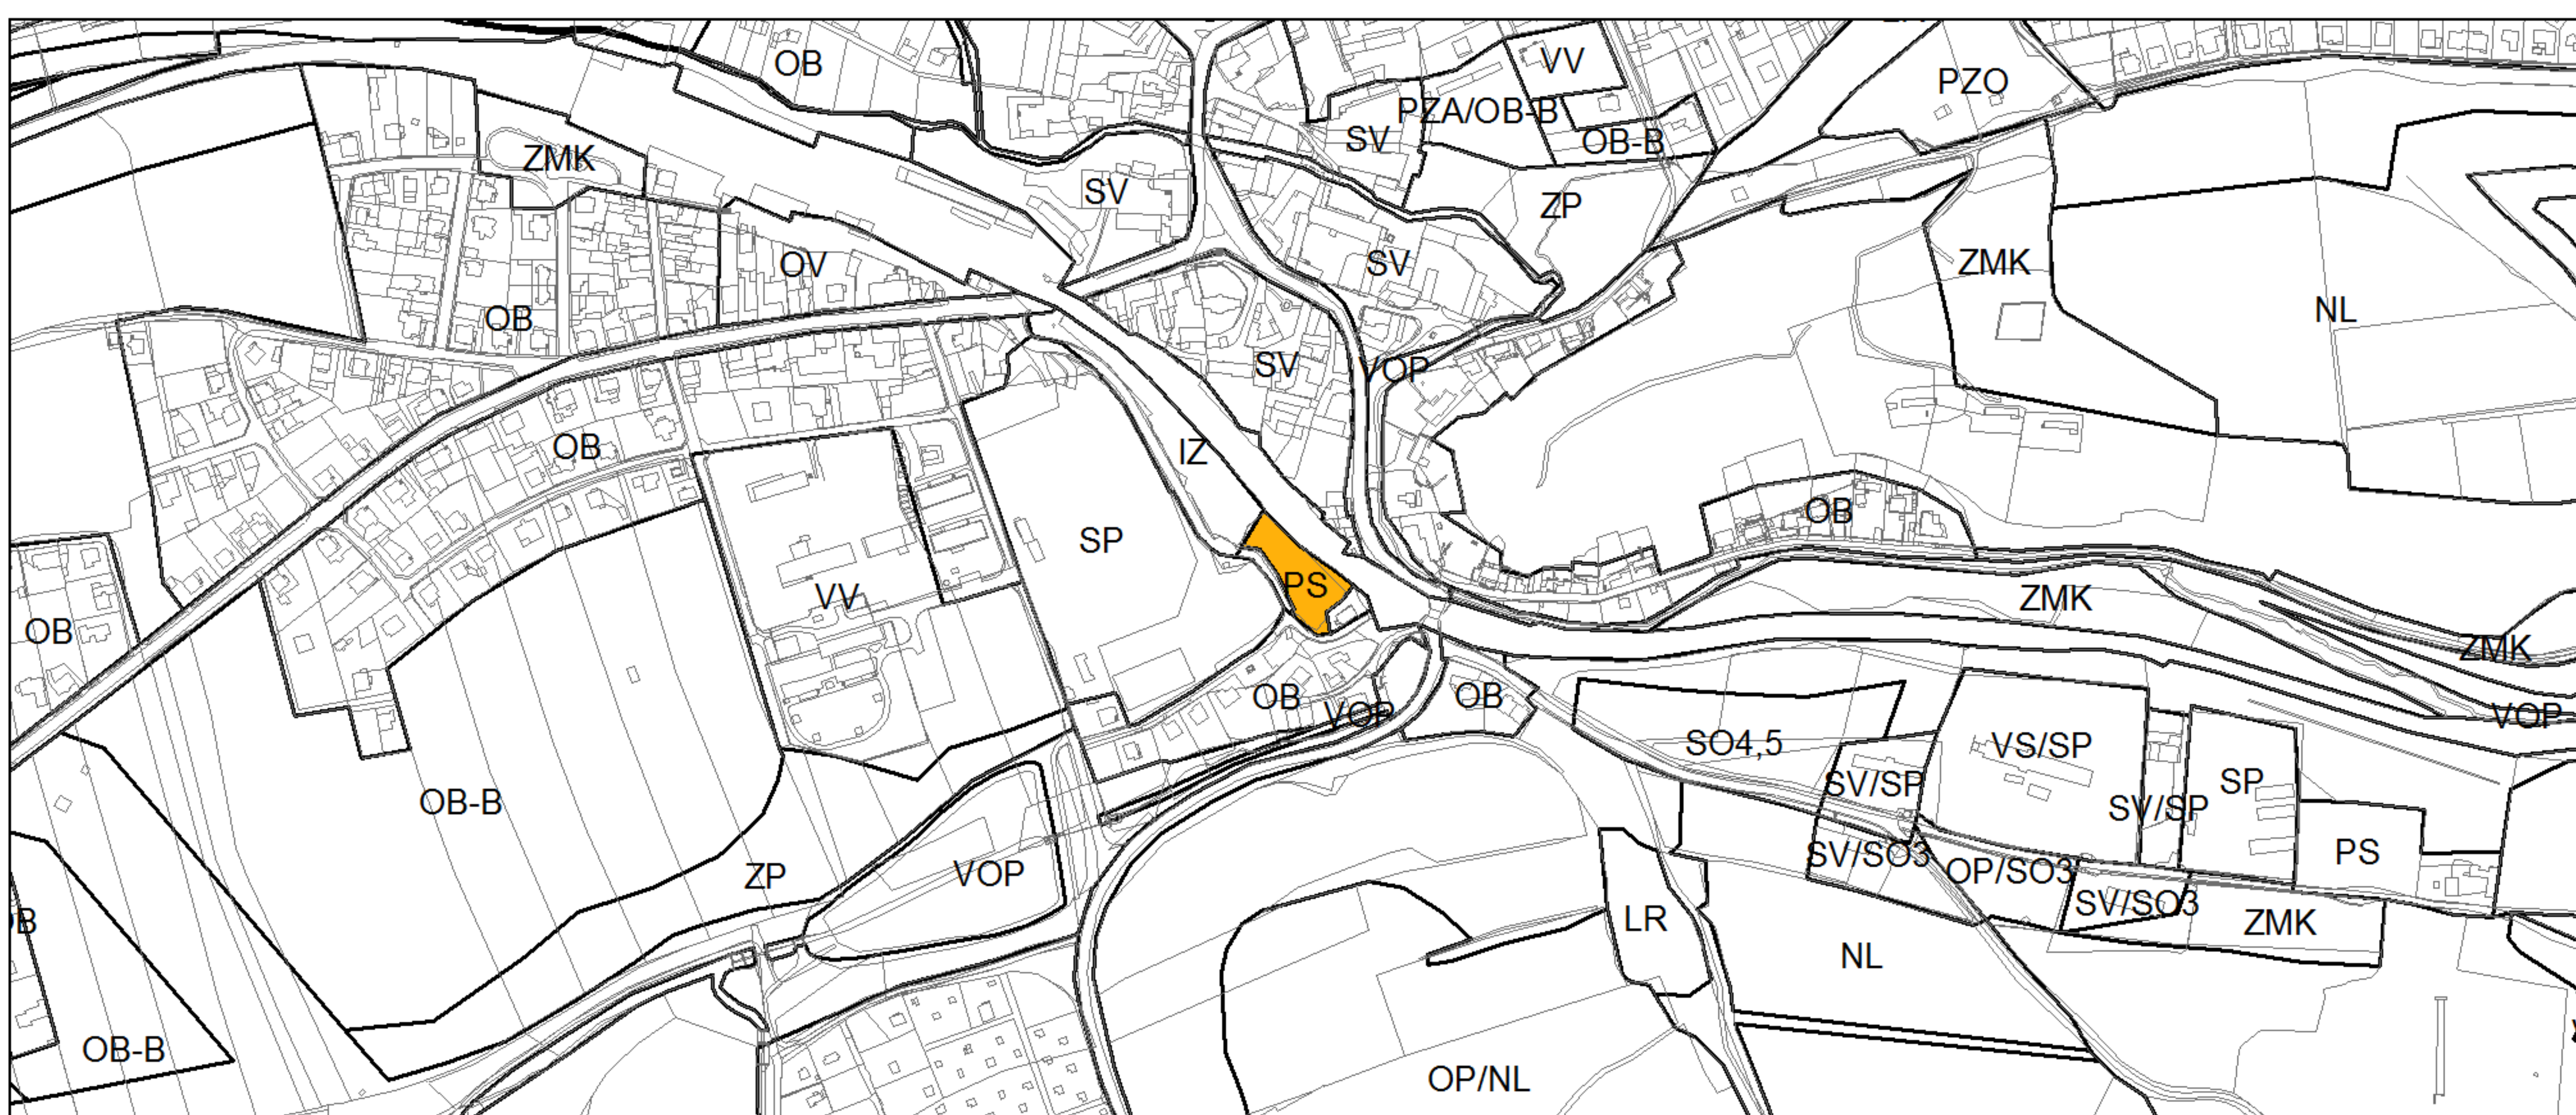 OB
VV
PZO
PZA/OB-B
SV
OB-B
ZMK
SV
ZP
OV
SV
ZMK
NL
OB
SV
VOP
OB
IZ
OB
SP
PS
VV
ZMK
OB
ZMK
OB
VOP
OB
VOP
SO4,5
VS/SP
SV/SP
SP
SV/SP
OB-B
PS
SV/SO3
OP/SO3
ZP
VOP
SV/SO3
LR
ZMK
OB
NL
OB-B
OP/NL